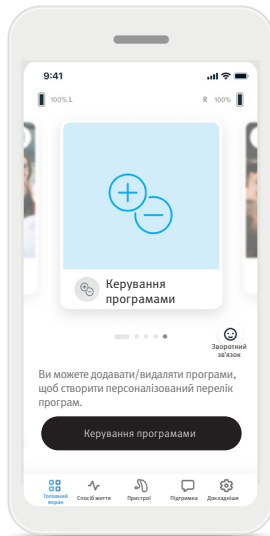 9:41
100% L
R 100%
Керування
програмами
Зворотний
зв'язок
Ви можете додавати/видаляти програми,
щоб створити персоналізований перелік
програм.
Керування програмами
Головний
екран
Спосіб життя
Пристрої
Підтримка
Докладніше